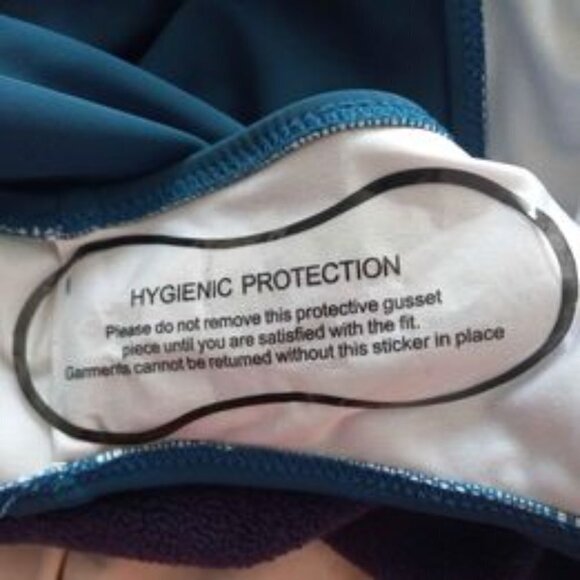 HYGIENIC PROTECTION
Please do not remove this protective gusset
piece until you are satisfied with the fit.
Garments cannot be returned without this sticker in place